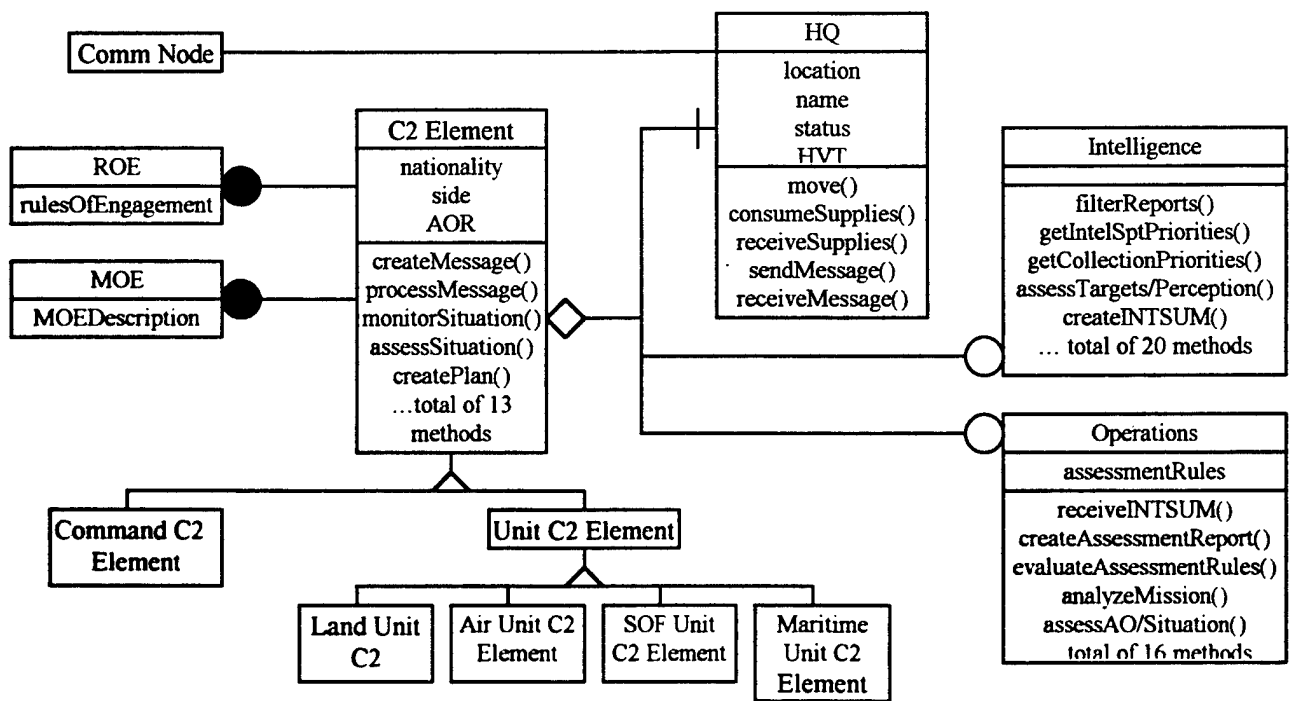 Comm Node
HQ
location
name
status
HVT
move()
consumeSupplies()
receiveSupplies()
sendMessage()
receiveMessage()
C2 Element
nationality
side
AOR
createMessage()
processMessage()
monitorSituation()
assessSituation()
createPlan()
...total of 13
methods
ROE
rulesOfEngagement
MOE
MOEDescription
Intelligence
filterReports()
getIntelSptPriorities()
getCollectionPriorities()
assessTargets/Perception()
createINTSUM()
... total of 20 methods
Operations
assessmentRules
receiveINTSUM()
createAssessmentReport()
evaluateAssessmentRules()
analyzeMission()
assessAO/Situation()
total of 16 methods
Command C2
Element
Unit C2 Element
Land Unit
C2
Air Unit C2
Element
SOF Unit
C2 Element
Maritime
Unit C2
Element